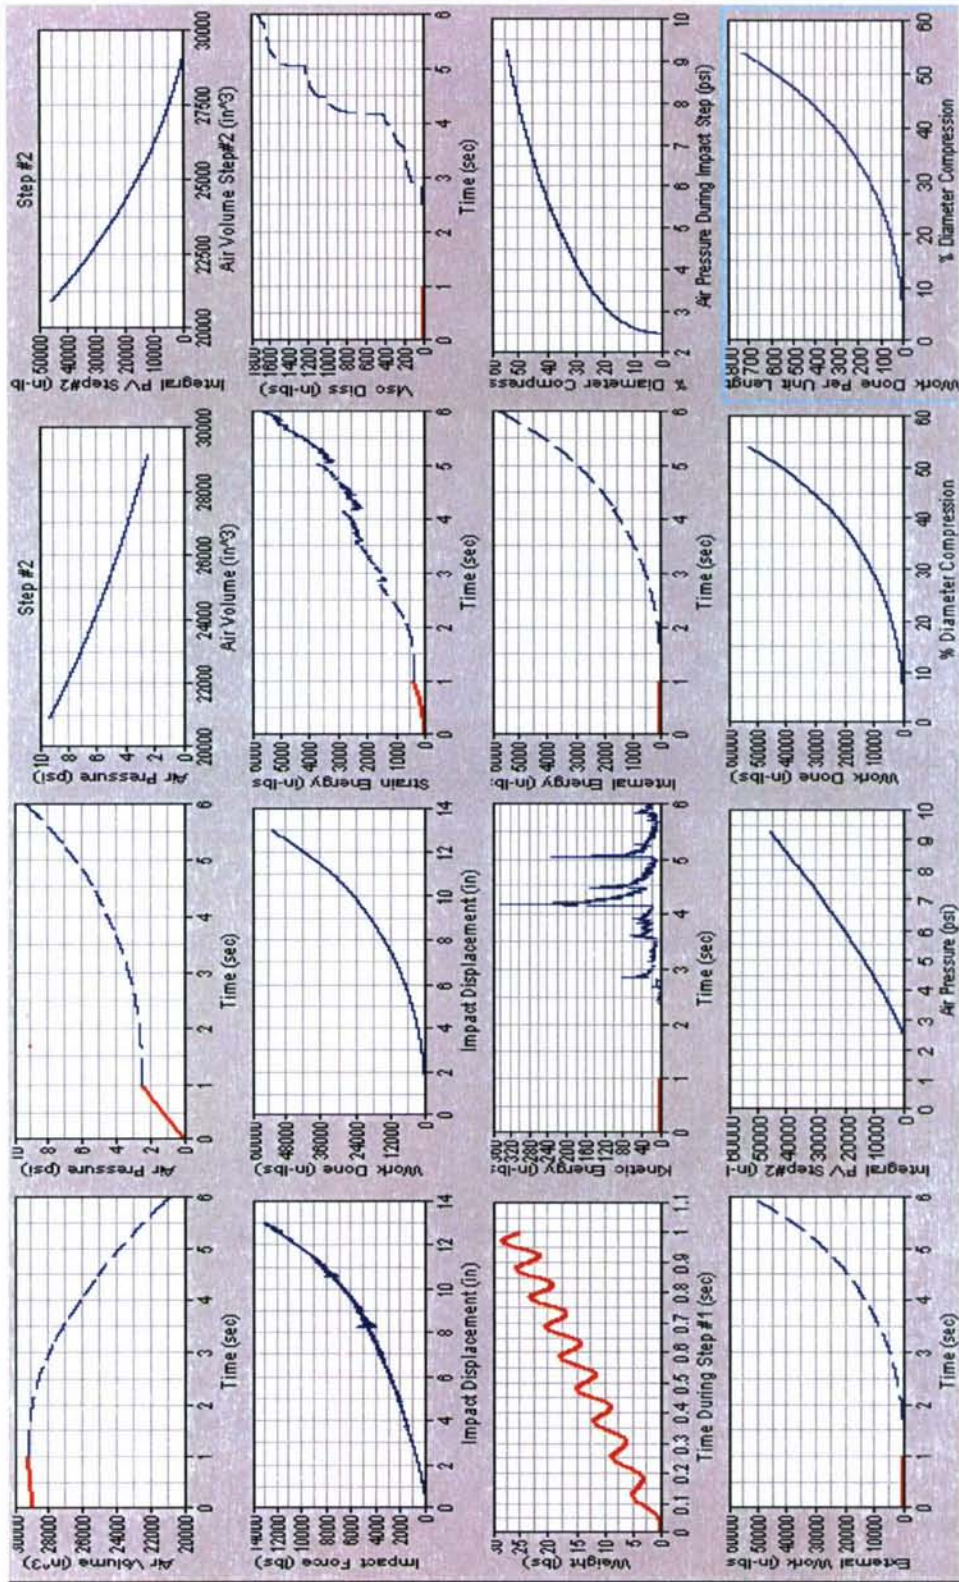 Air Volume (in^3)
30000
28000
26000
24000
22000
20000
0 1 2 3 4 5 6
Time (sec)
Air Pressure (psi)
10
8
6
4
2
0
0 1 2 3 4 5 6
Time (sec)
Step #2
Air Pressure (psi)
10
8
6
4
2
0
20000 22000 24000 26000 28000 30000
Air Volume (in^3)
Step #2
Integral PV Step#2 (in-lb
50000
40000
30000
20000
10000
0
20000 22500 25000 27500 30000
Air Volume Step#2 (in^3)
Impact Force (lbs)
14000
12000
10000
8000
6000
4000
2000
0
0 2 4 6 8 10 12 14
Impact Displacement (in)
Work Done (in-lbs)
60000
48000
36000
24000
12000
0
0 2 4 6 8 10 12 14
Impact Displacement (in)
Strain Energy (in-lbs
6000
5000
4000
3000
2000
1000
0
0 1 2 3 4 5 6
Time (sec)
Visc Diss (in-lbs)
1800
1600
1400
1200
1000
800
600
400
200
0
0 1 2 3 4 5 6
Time (sec)
Weight (lbs)
30
25
20
15
10
5
0
0 0.1 0.2 0.3 0.4 0.5 0.6 0.7 0.8 0.9 1 1.1
Time During Step #1 (sec)
Kinetic Energy (in-lbs
360
320
280
240
200
160
120
80
40
0
0 1 2 3 4 5 6
Time (sec)
Internal Energy (in-lbs
6000
5000
4000
3000
2000
1000
0
0 1 2 3 4 5 6
Time (sec)
% Diameter Compress
60
50
40
30
20
10
0
2 3 4 5 6 7 8 9 10
Air Pressure During Impact Step (psi)
External Work (in-lbs
60000
50000
40000
30000
20000
10000
0
0 1 2 3 4 5 6
Time (sec)
Integral PV Step#2 (in-l
60000
50000
40000
30000
20000
10000
0
0 1 2 3 4 5 6 7 8 9 10
Air Pressure (psi)
Work Done (in-lbs)
60000
50000
40000
30000
20000
10000
0
0 10 20 30 40 50 60
% Diameter Compression
Work Done Per Unit Lengt
800
700
600
500
400
300
200
100
0
0 10 20 30 40 50 60
% Diameter Compression